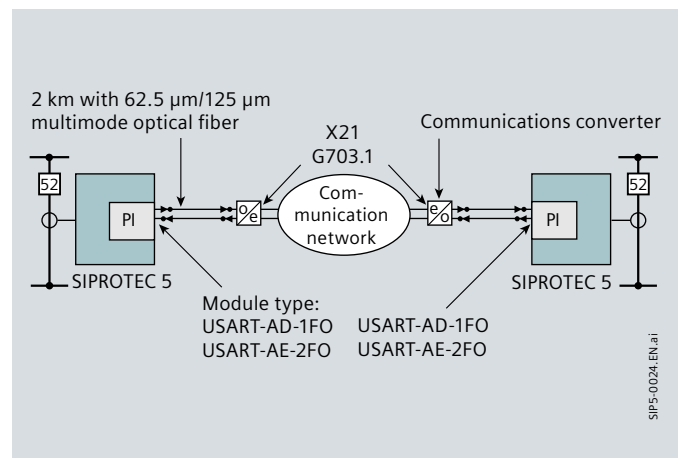 2 km with 62.5 µm/125 µm
multimode optical fiber
X21
G703.1
Communications converter
52
PI
o/e
Com-
munication
network
e/o
PI
52
SIPROTEC 5
SIPROTEC 5
Module type:
USART-AD-1FO
USART-AE-2FO
USART-AD-1FO
USART-AE-2FO
SIP5-0024.EN.ai